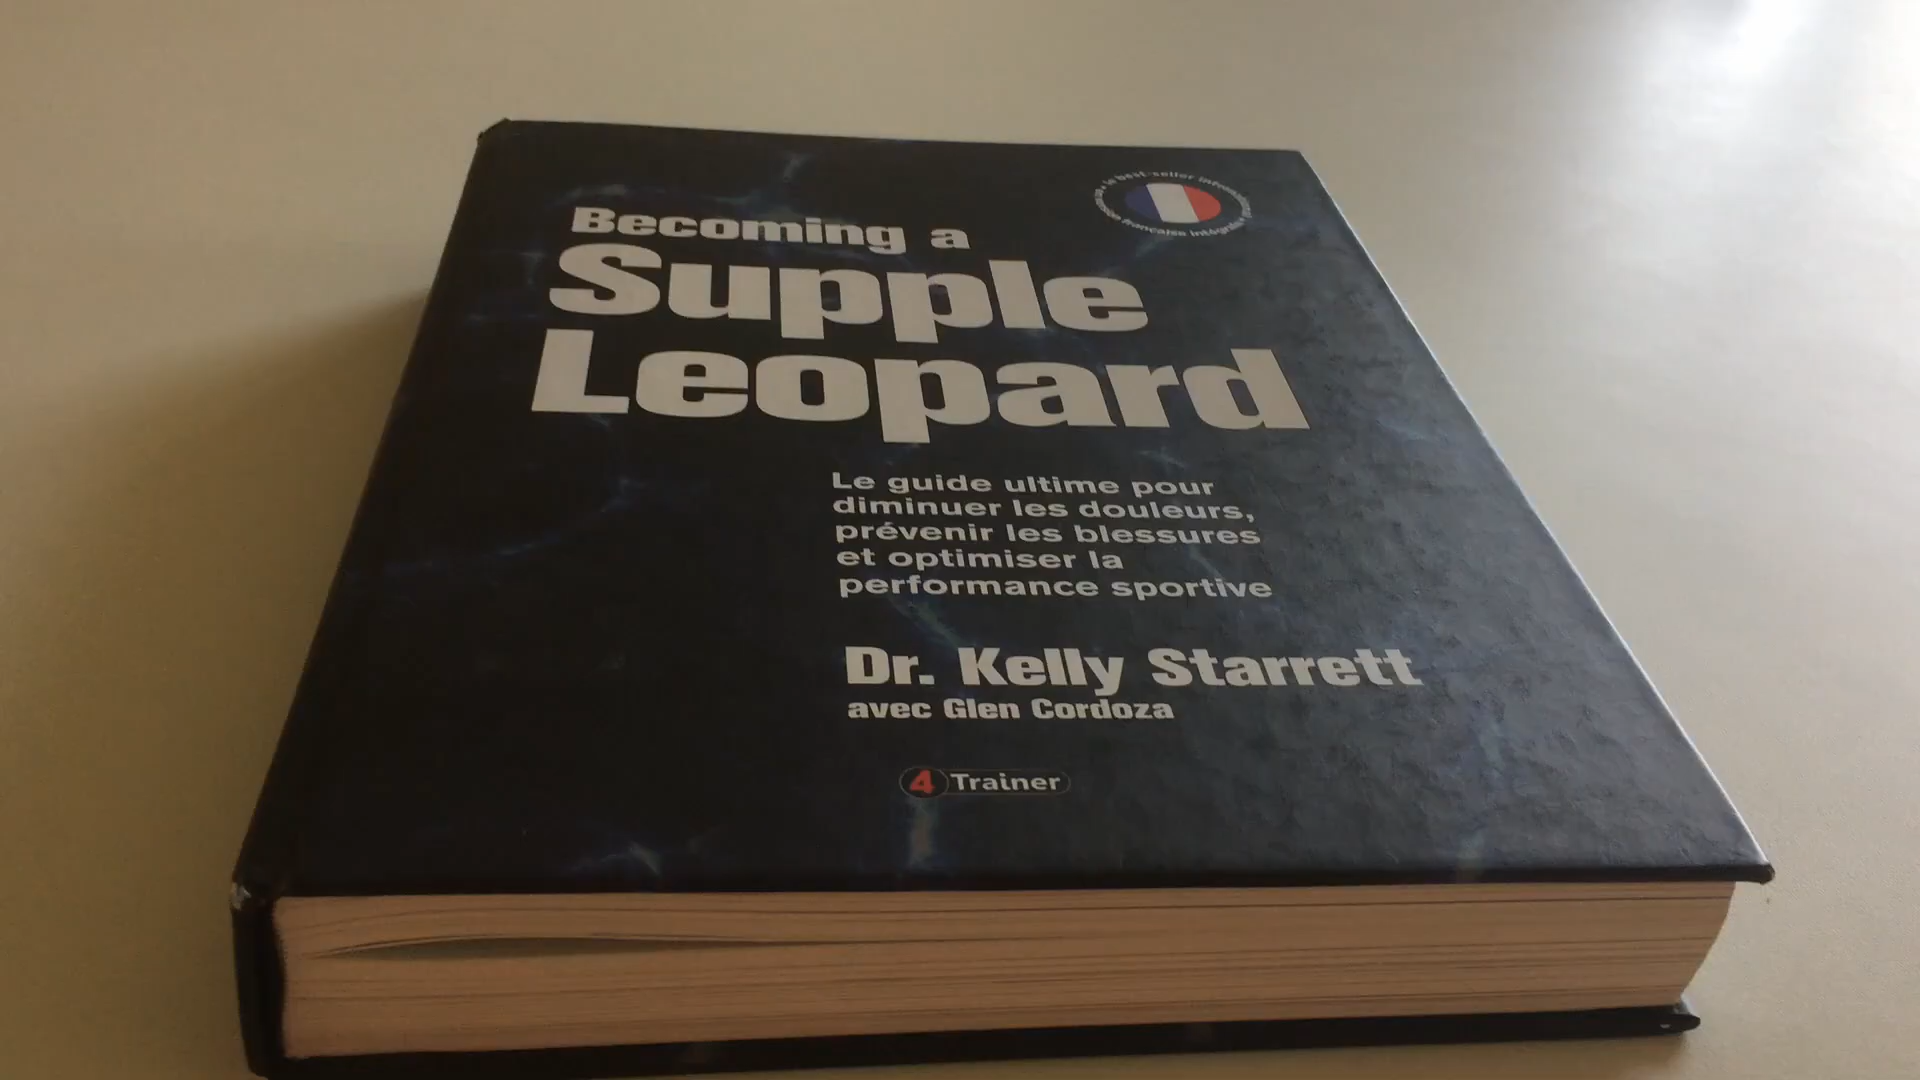 Becoming a
Supple
Leopard
Le guide ultime pour
diminuer les douleurs,
prévenir les blessures
et optimiser la
performance sportive
Dr. Kelly Starrett
avec Glen Cordoza
4 Trainer